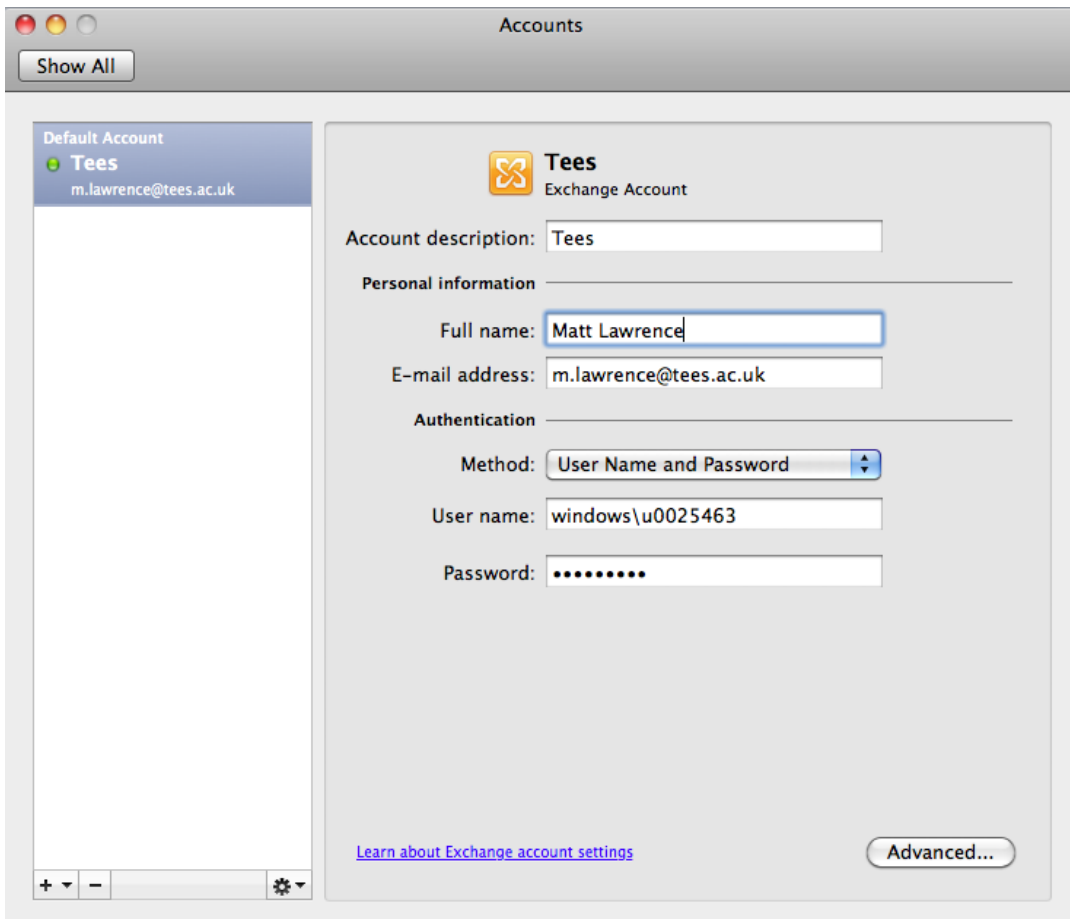 Accounts
Show All
Default Account
Tees
m.lawrence@tees.ac.uk
Tees
Exchange Account
Account description: Tees
Personal information
Full name: Matt Lawrence
E-mail address: m.lawrence@tees.ac.uk
Authentication
Method: User Name and Password
User name: windows\u0025463
Password: •••••••••
Learn about Exchange account settings
Advanced...